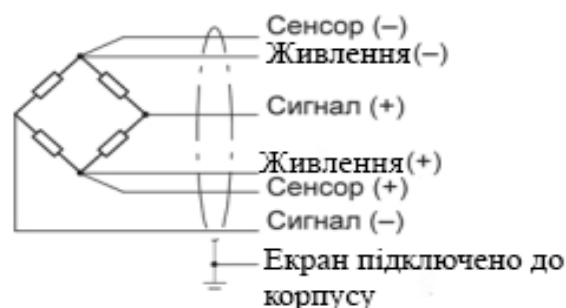 Сенсор (–)
Живлення(–)
Сигнал (+)
Живлення(+)
Сенсор (+)
Сигнал (–)
Екран підключено до
корпусу